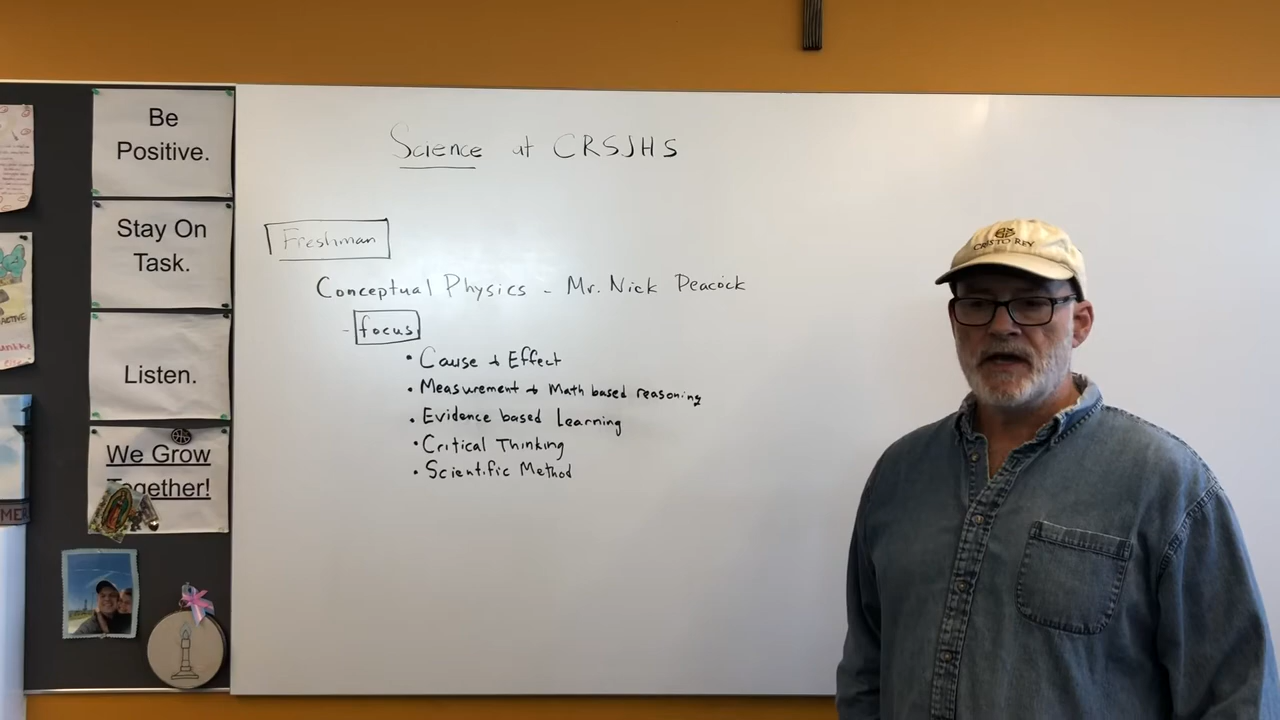 Be
Positive.
Stay On
Task.
Listen.
We Grow
Together!
Science at CRSJHS
Freshman
Conceptual Physics - Mr. Nick Peacock
- focus
• Cause + Effect
• Measurement + Math based reasoning
• Evidence based Learning
• Critical Thinking
• Scientific Method
CRISTO REY